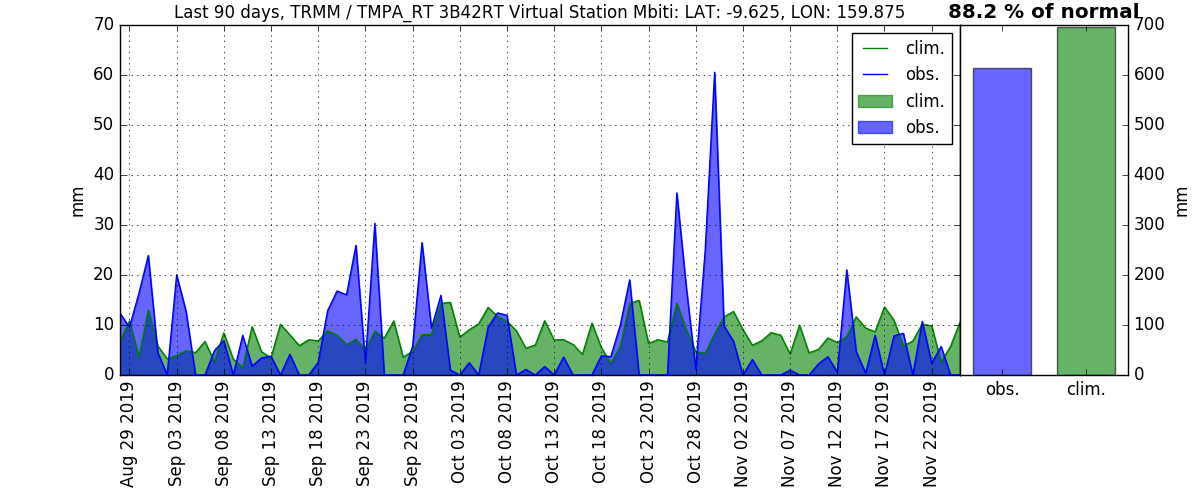 Last 90 days, TRMM / TMPA_RT 3B42RT Virtual Station Mbiti: LAT: -9.625, LON: 159.875
88.2 % of normal
70
60
50
40
30
20
10
0
mm
clim.
obs.
clim.
obs.
700
600
500
400
300
200
100
0
mm
Aug 29 2019
Sep 03 2019
Sep 08 2019
Sep 13 2019
Sep 18 2019
Sep 23 2019
Sep 28 2019
Oct 03 2019
Oct 08 2019
Oct 13 2019
Oct 18 2019
Oct 23 2019
Oct 28 2019
Nov 02 2019
Nov 07 2019
Nov 12 2019
Nov 17 2019
Nov 22 2019
obs.
clim.